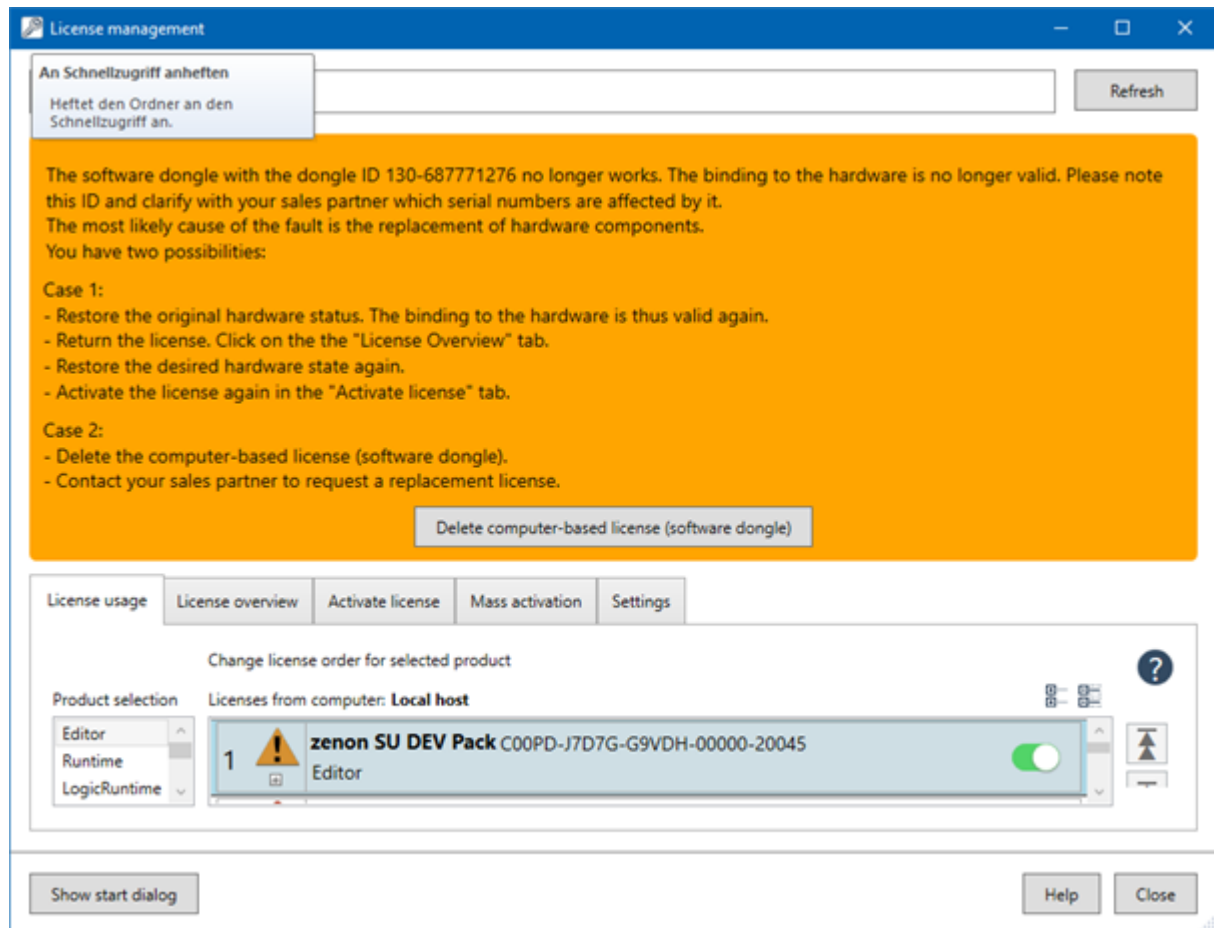 License management
An Schnellzugriff anheften
Heftet den Ordner an den
Schnellzugriff an.
Refresh
The software dongle with the dongle ID 130-687771276 no longer works. The binding to the hardware is no longer valid. Please note
this ID and clarify with your sales partner which serial numbers are affected by it.
The most likely cause of the fault is the replacement of hardware components.
You have two possibilities:
Case 1:
- Restore the original hardware status. The binding to the hardware is thus valid again.
- Return the license. Click on the the "License Overview" tab.
- Restore the desired hardware state again.
- Activate the license again in the "Activate license" tab.
Case 2:
- Delete the computer-based license (software dongle).
- Contact your sales partner to request a replacement license.
Delete computer-based license (software dongle)
License usage License overview Activate license Mass activation Settings
Change license order for selected product
Product selection Licenses from computer: Local host
Editor
Runtime
LogicRuntime
1 zenon SU DEV Pack C00PD-J7D7G-G9VDH-00000-20045
Editor
Show start dialog Help Close